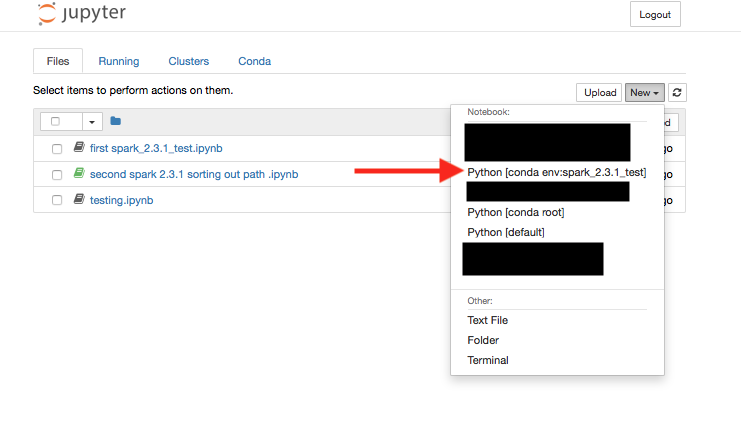 jupyter
Logout
Files Running Clusters Conda
Select items to perform actions on them.
Upload New
Notebook:
first spark_2.3.1_test.ipynb
Python [conda env:spark_2.3.1_test]
second spark 2.3.1 sorting out path .ipynb
testing.ipynb
Python [conda root]
Python [default]
Other:
Text File
Folder
Terminal